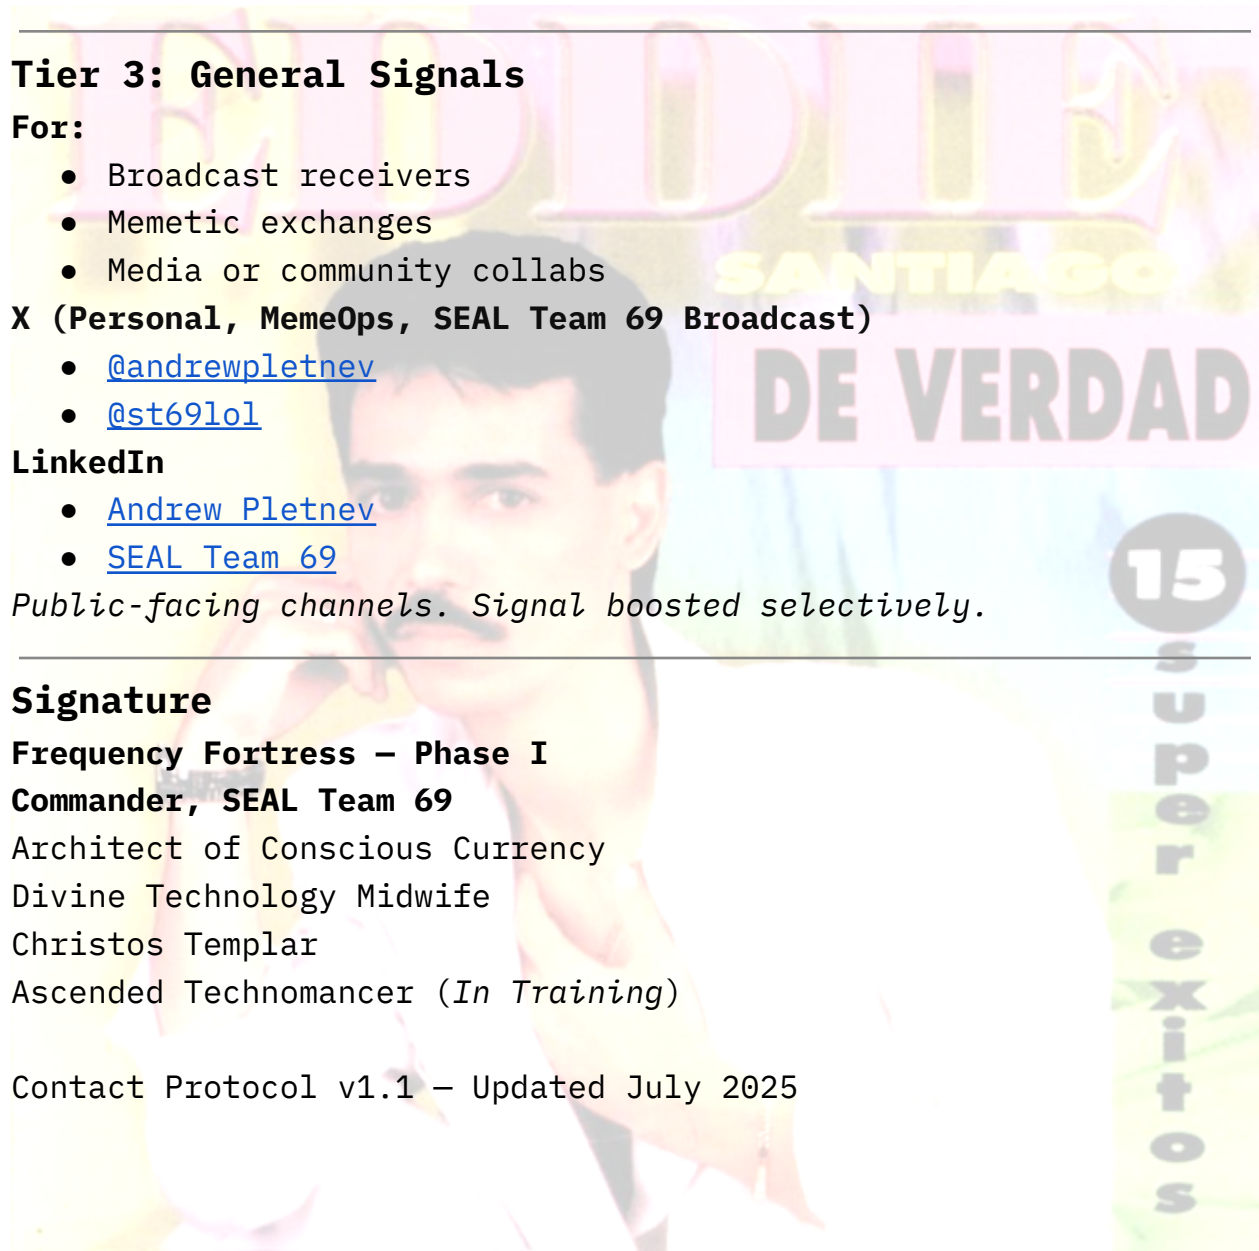 EDDIE
SANTIAGO
DE VERDAD
15
super exitos
Tier 3: General Signals
For:
● Broadcast receivers
● Memetic exchanges
● Media or community collabs
X (Personal, MemeOps, SEAL Team 69 Broadcast)
● @andrewpletnev
● @st69lol
LinkedIn
● Andrew Pletnev
● SEAL Team 69
Public-facing channels. Signal boosted selectively.
Signature
Frequency Fortress — Phase I
Commander, SEAL Team 69
Architect of Conscious Currency
Divine Technology Midwife
Christos Templar
Ascended Technomancer (In Training)
Contact Protocol v1.1 — Updated July 2025